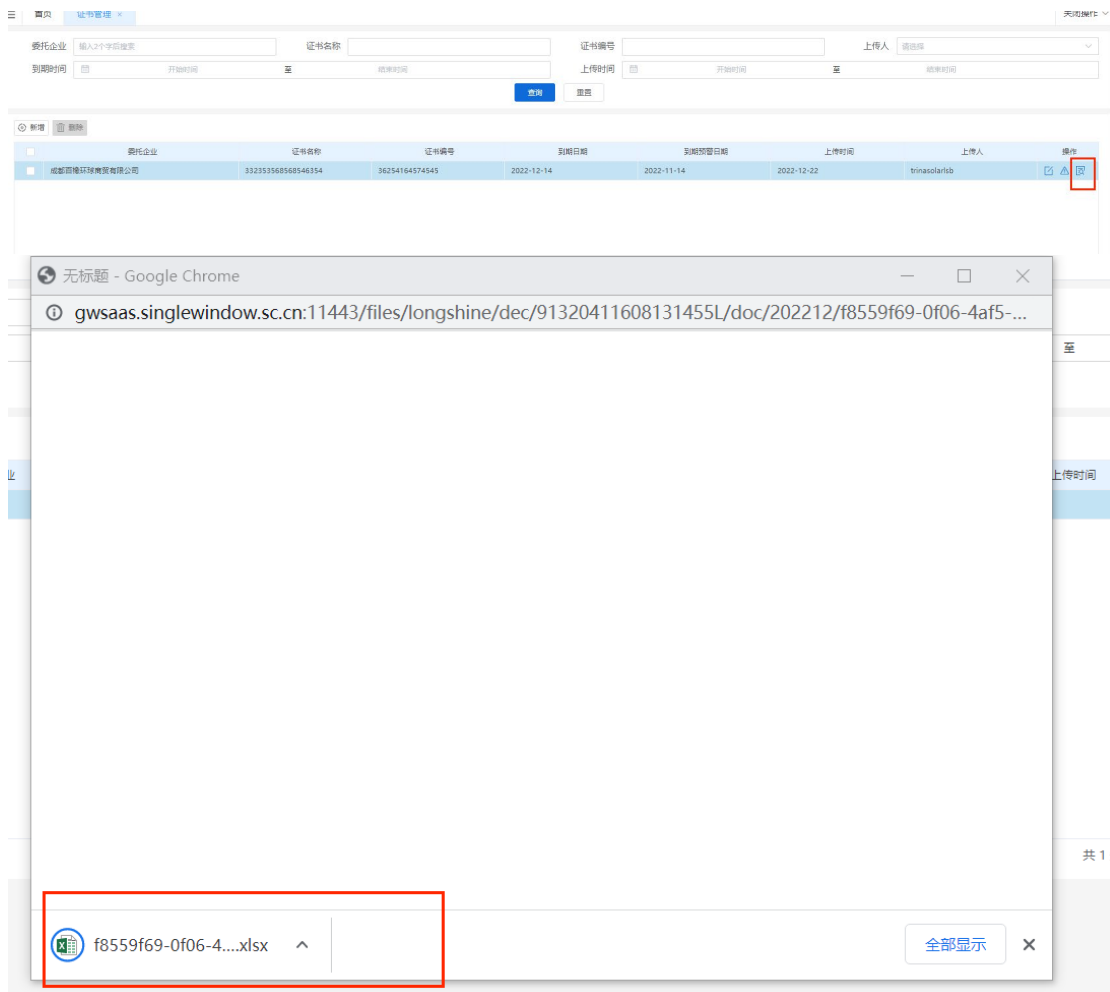 首页 证书管理 × 关闭操作
委托企业 输入2个字后搜索 证书名称 证书编号 上传人 请选择
到期时间 开始时间 至 结束时间 上传时间 开始时间 至 结束时间
查询 重置
新增 删除
委托企业 证书名称 证书编号 到期日期 到期预警日期 上传时间 上传人 操作
成都百橡环球商贸有限公司 332353568568546354 36254164574545 2022-12-14 2022-11-14 2022-12-22 trinasolarlsb
无标题 - Google Chrome
gwsaas.singlewindow.sc.cn:11443/files/longshine/dec/91320411608131455L/doc/202212/f8559f69-0f06-4af5-...
至
业 上传时间
共 1
f8559f69-0f06-4....xlsx 全部显示